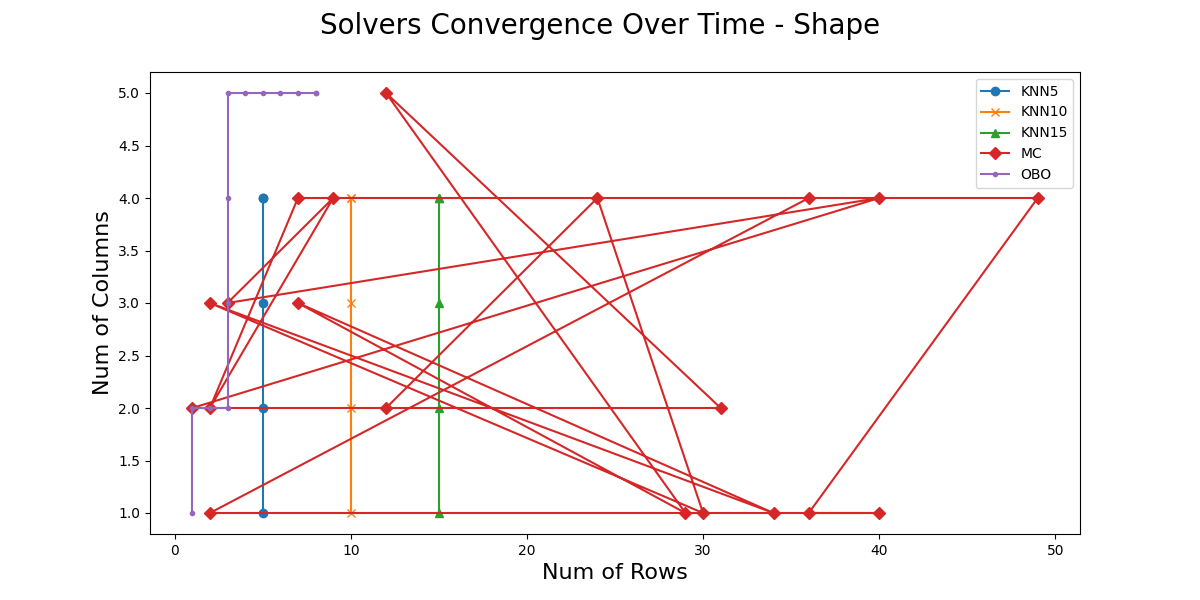 Solvers Convergence Over Time - Shape
Num of Columns
5.0
4.5
4.0
3.5
3.0
2.5
2.0
1.5
1.0
KNN5
KNN10
KNN15
MC
OBO
0 10 20 30 40 50
Num of Rows